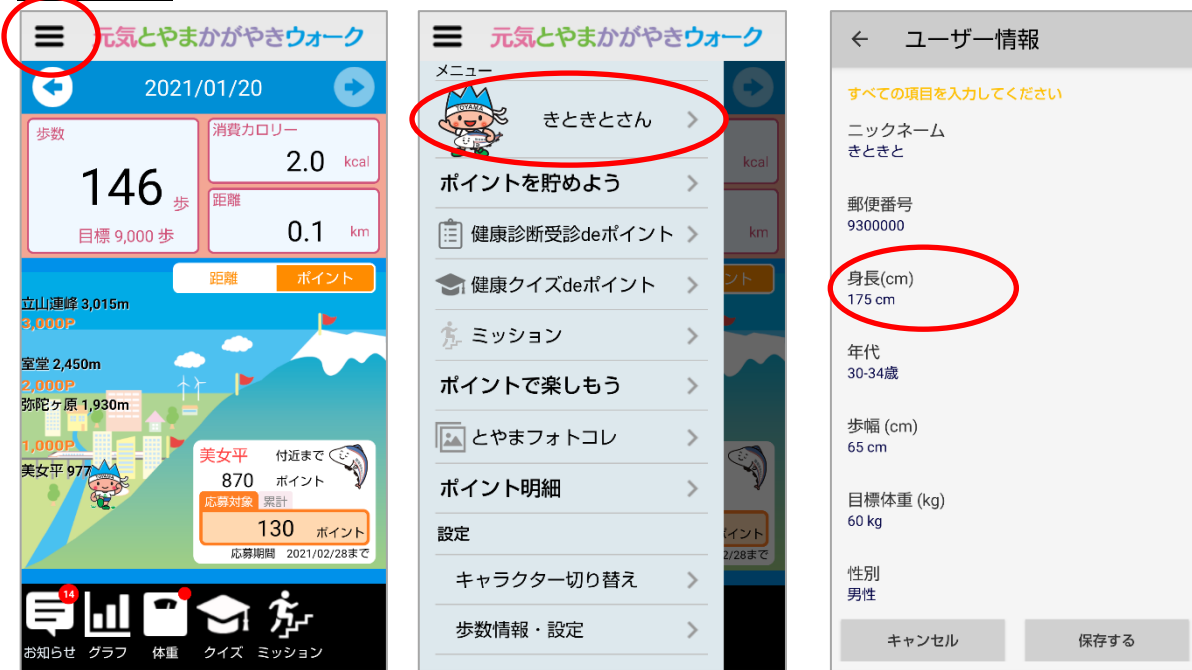 元気とやまかがやきウォーク
2021/01/20
歩数
146 歩
目標 9,000 歩
消費カロリー
2.0 kcal
距離
0.1 km
距離 ポイント
立山連峰 3,015m
3,000P
室堂 2,450m
2,000P
弥陀ヶ原 1,930m
1,000P
美女平 977
美女平 付近まで
870 ポイント
応募対象 累計
130 ポイント
応募期間 2021/02/28まで
14
お知らせ グラフ 体重 クイズ ミッション
元気とやまかがやきウォーク
メニュー
TOYAMA
きときとさん
ポイントを貯めよう
健康診断受診deポイント
健康クイズdeポイント
ミッション
ポイントで楽しもう
とやまフォトコレ
ポイント明細
設定
キャラクター切り替え
歩数情報・設定
kcal
km
ント
イント
2/28まで
ユーザー情報
すべての項目を入力してください
ニックネーム
きときと
郵便番号
9300000
身長(cm)
175 cm
年代
30-34歳
歩幅 (cm)
65 cm
目標体重 (kg)
60 kg
性別
男性
キャンセル 保存する